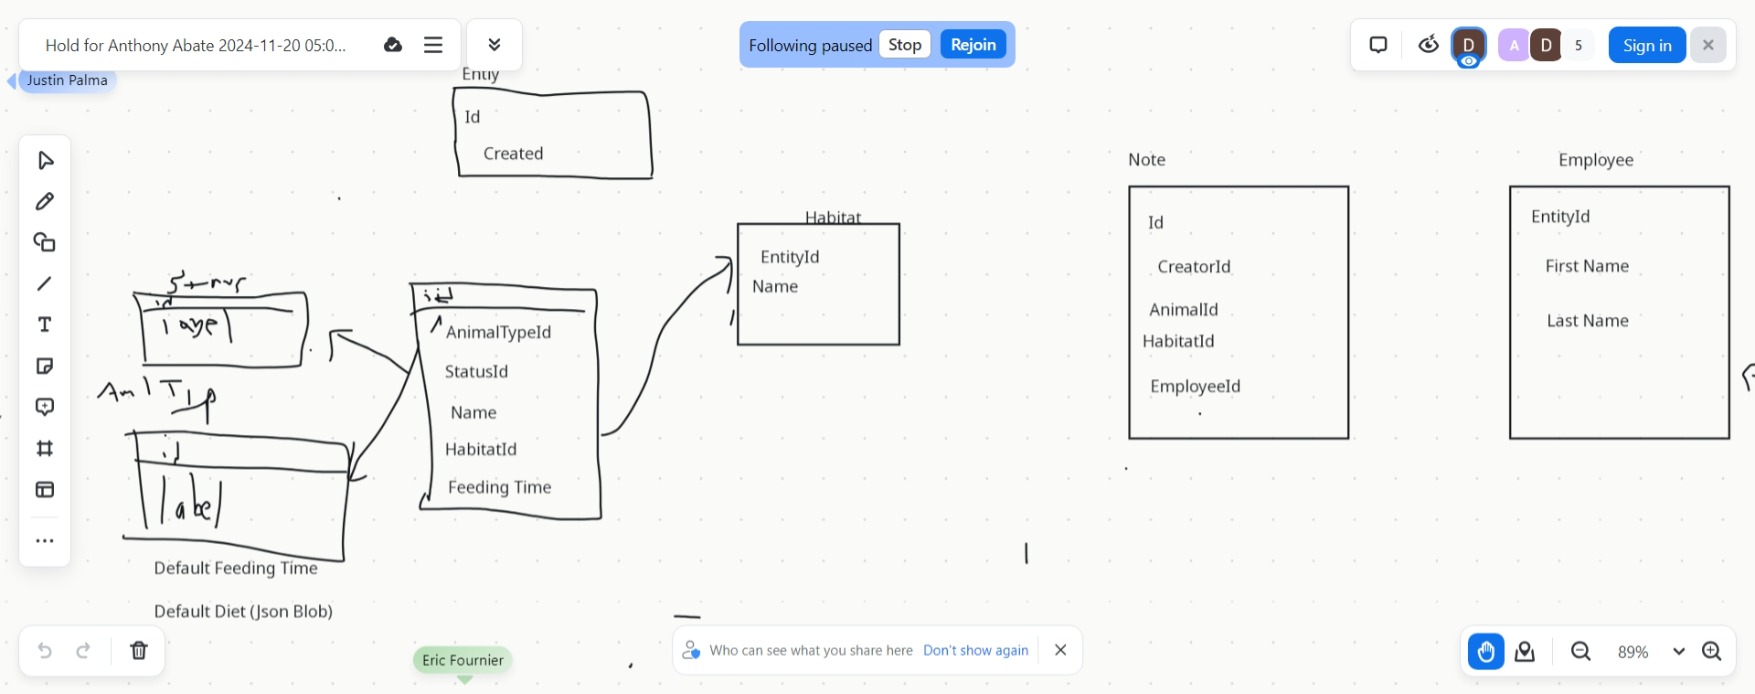 Hold for Anthony Abate 2024-11-20 05:0...
Following paused
Stop
Rejoin
D
A
D
5
Sign in
Justin Palma
Entiy
Id
Created
Note
Id
CreatorId
AnimalId
HabitatId
EmployeeId
Employee
EntityId
First Name
Last Name
Habitat
EntityId
Name
id
AnimalTypeId
StatusId
Name
HabitatId
Feeding Time
id
id
label
Default Feeding Time
Default Diet (Json Blob)
Eric Fournier
Who can see what you share here
Don't show again
89%